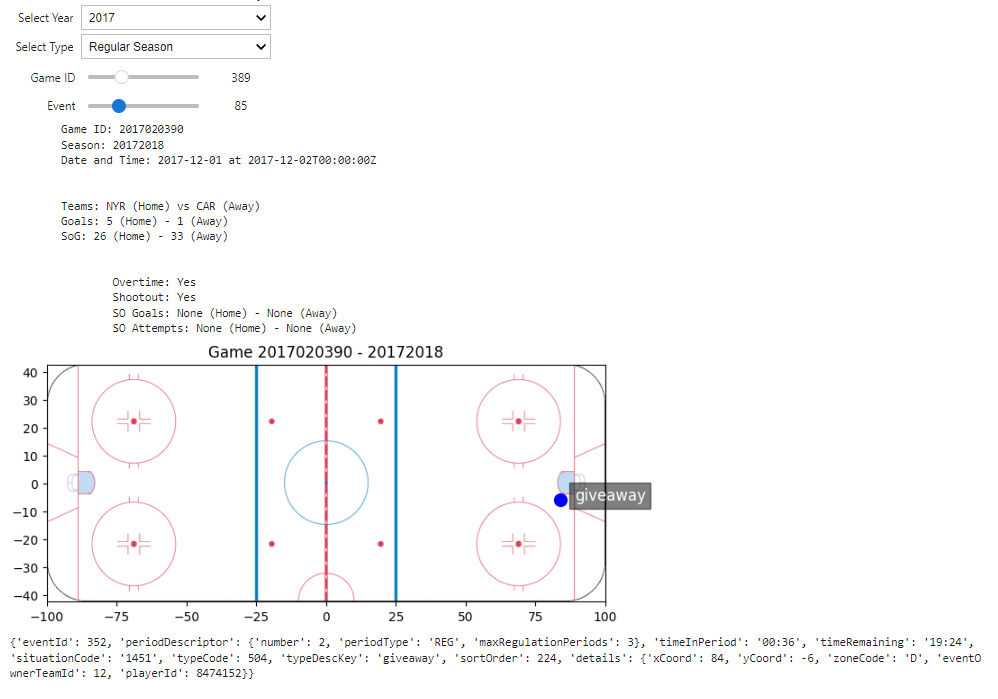 Select Year 2017
Select Type Regular Season
Game ID 389
Event 85
Game ID: 2017020390
Season: 20172018
Date and Time: 2017-12-01 at 2017-12-02T00:00:00Z
Teams: NYR (Home) vs CAR (Away)
Goals: 5 (Home) - 1 (Away)
SoG: 26 (Home) - 33 (Away)
Overtime: Yes
Shootout: Yes
SO Goals: None (Home) - None (Away)
SO Attempts: None (Home) - None (Away)
Game 2017020390 - 20172018
40
30
20
10
0
giveaway
−10
−20
−30
−40
−100 −75 −50 −25 0 25 50 75 100
{'eventId': 352, 'periodDescriptor': {'number': 2, 'periodType': 'REG', 'maxRegulationPeriods': 3}, 'timeInPeriod': '00:36', 'timeRemaining': '19:24',
'situationCode': '1451', 'typeCode': 504, 'typeDescKey': 'giveaway', 'sortOrder': 224, 'details': {'xCoord': 84, 'yCoord': -6, 'zoneCode': 'D', 'eventO
wnerTeamId': 12, 'playerId': 8474152}}